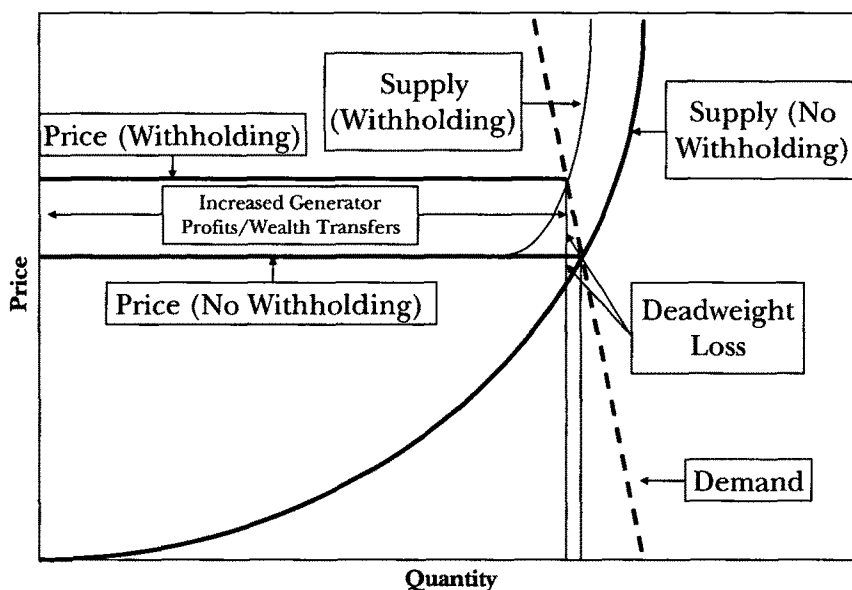 Supply
(Withholding)
Supply (No
Withholding)
Price (Withholding)
Increased Generator
Profits/Wealth Transfers
Price (No Withholding)
Deadweight
Loss
Demand
Price
Quantity